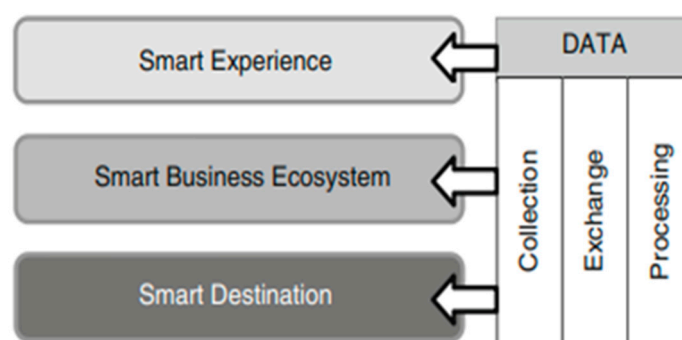 Smart Experience
DATA
Smart Business Ecosystem
Smart Destination
Collection
Exchange
Processing